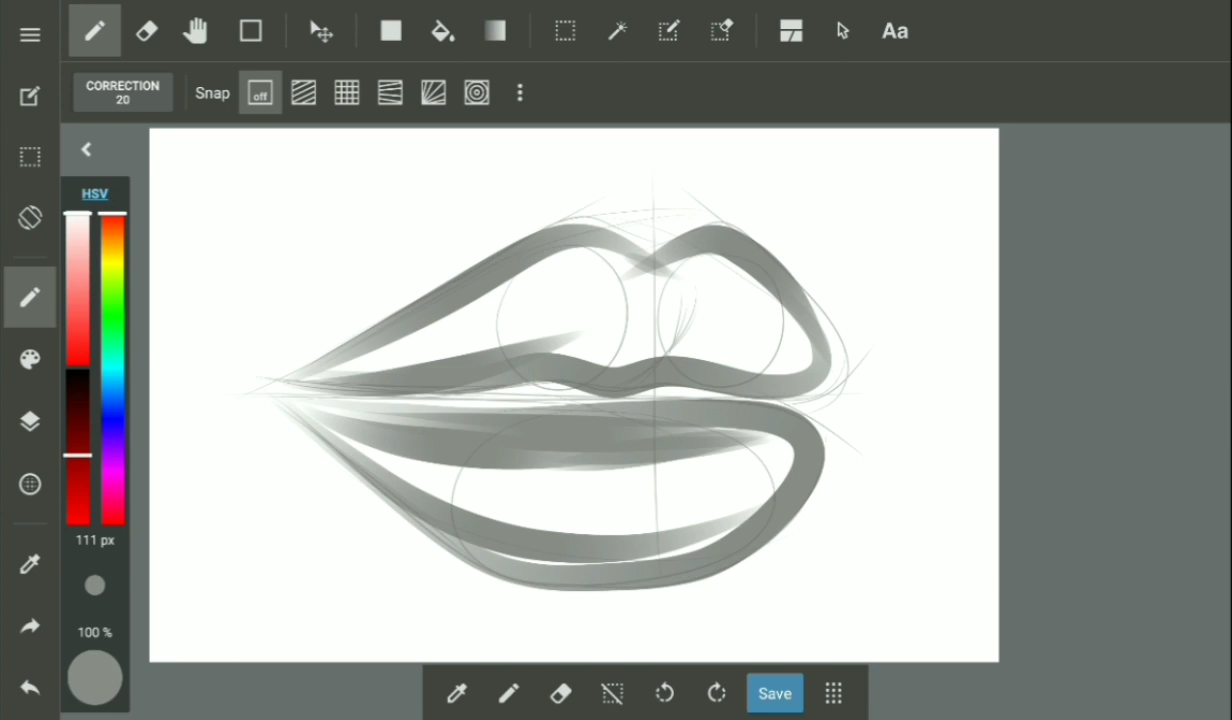 Aa
CORRECTION
20
Snap
off
HSV
111 px
100 %
Save